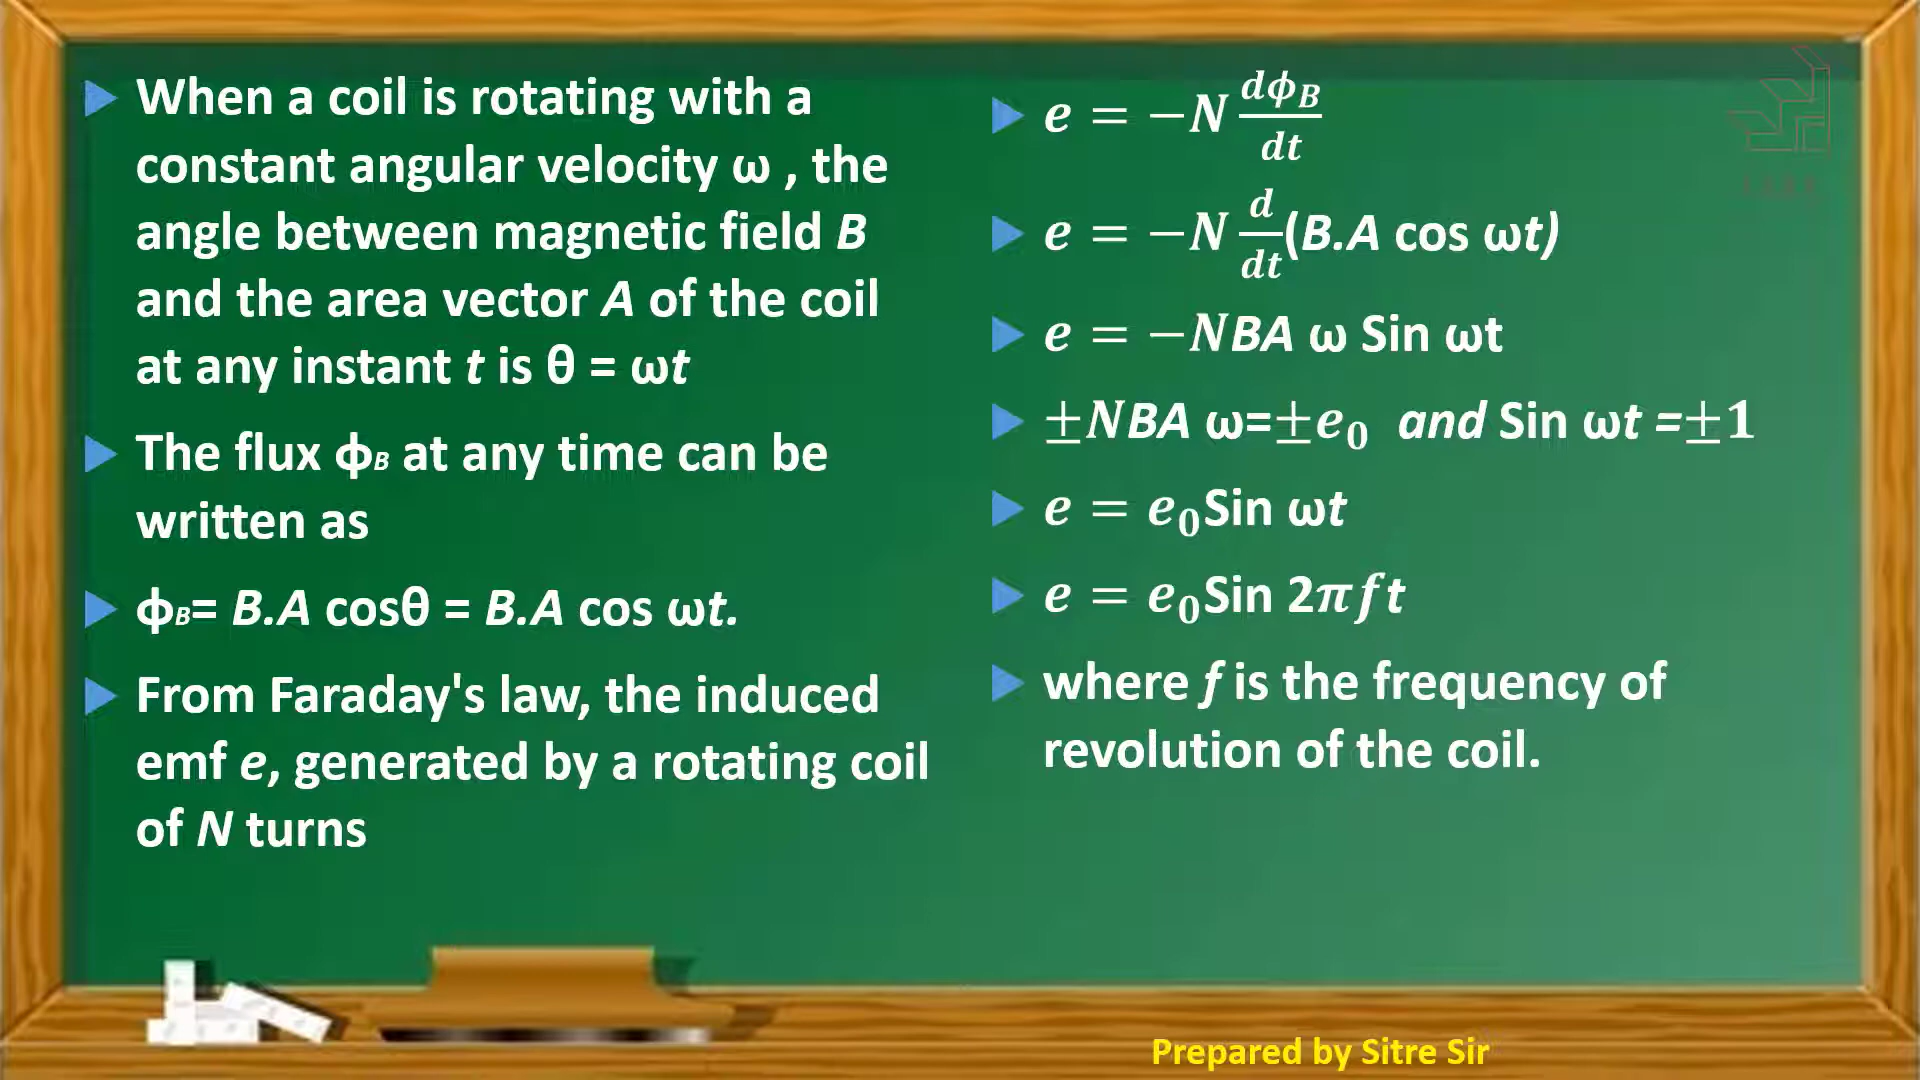 When a coil is rotating with a
constant angular velocity ω , the
angle between magnetic field B
and the area vector A of the coil
at any instant t is θ = ωt
The flux ϕB at any time can be
written as
ϕB= B.A cosθ = B.A cos ωt.
From Faraday's law, the induced
emf e, generated by a rotating coil
of N turns
e = −N dϕB/dt
e = −N d/dt(B.A cos ωt)
e = −NBA ω Sin ωt
±NBA ω=±e₀ and Sin ωt =±1
e = e₀Sin ωt
e = e₀Sin 2πft
where f is the frequency of
revolution of the coil.
Prepared by Sitre Sir